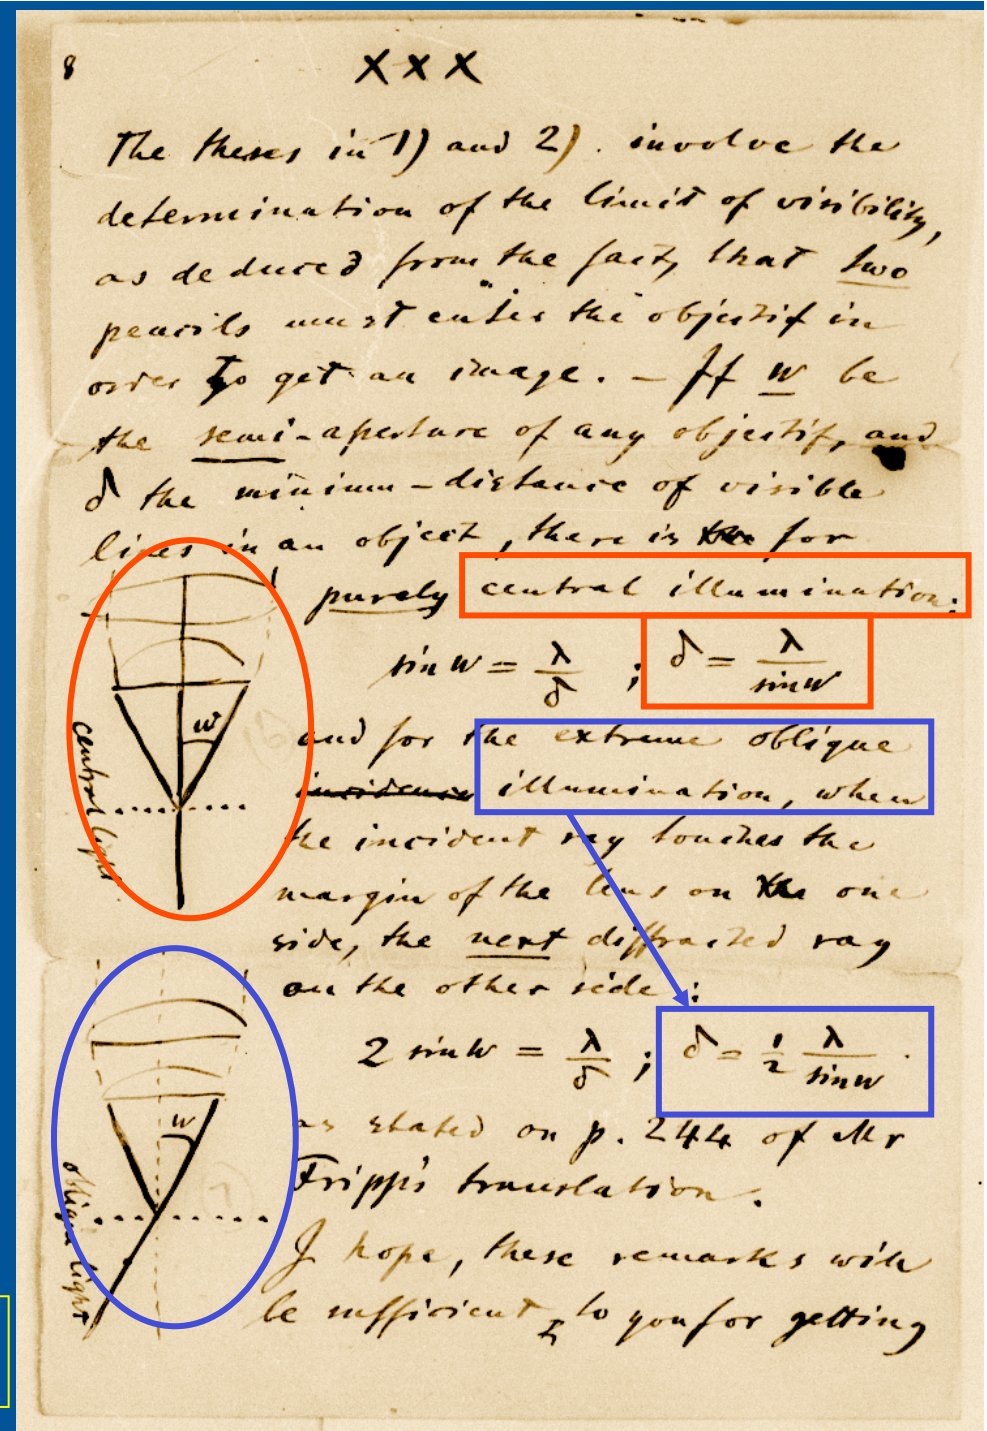 8
X X X
The theses in 1) and 2). involve the
determination of the limit of visibility,
as deduced from the fact, that two
pencils must enter the objectif in
order to get an image. – If w be
the semi-aperture of any objectif, and
δ the minimum-distance of visible
lines in an object, there is for
purely central illumination:
sin w = λ/δ ; δ = λ/sin w
w
central light
and for the extreme oblique
incidence illumination, when
the incident ray touches the
margin of the lens on the one
side, the next diffracted ray
on the other side:
2 sin w = λ/δ ; δ = 1/2 λ/sin w
w
oblique light
as stated on p. 244 of Mr
Fripp's translation.
I hope, these remarks will
be sufficient to you for getting